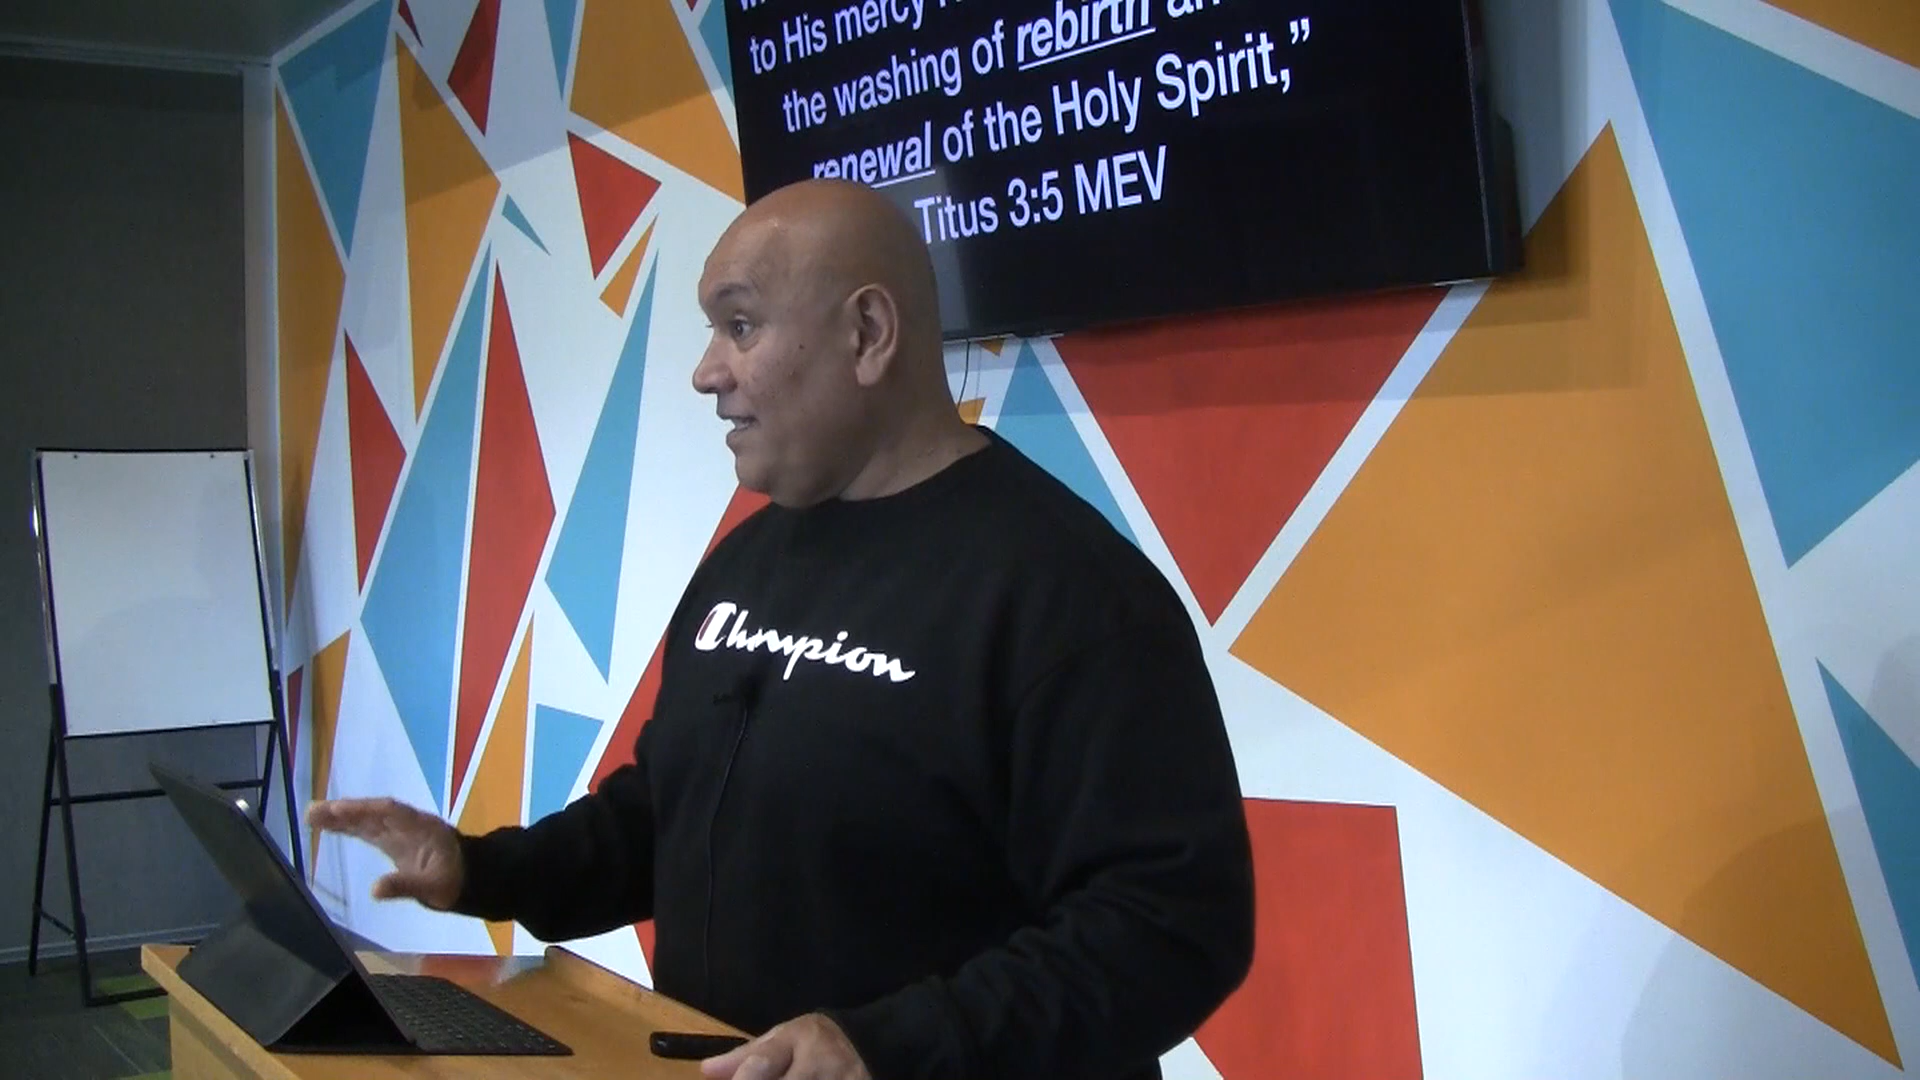 to His mercy
the washing of rebirth
renewal of the Holy Spirit,”
Titus 3:5 MEV
Champion